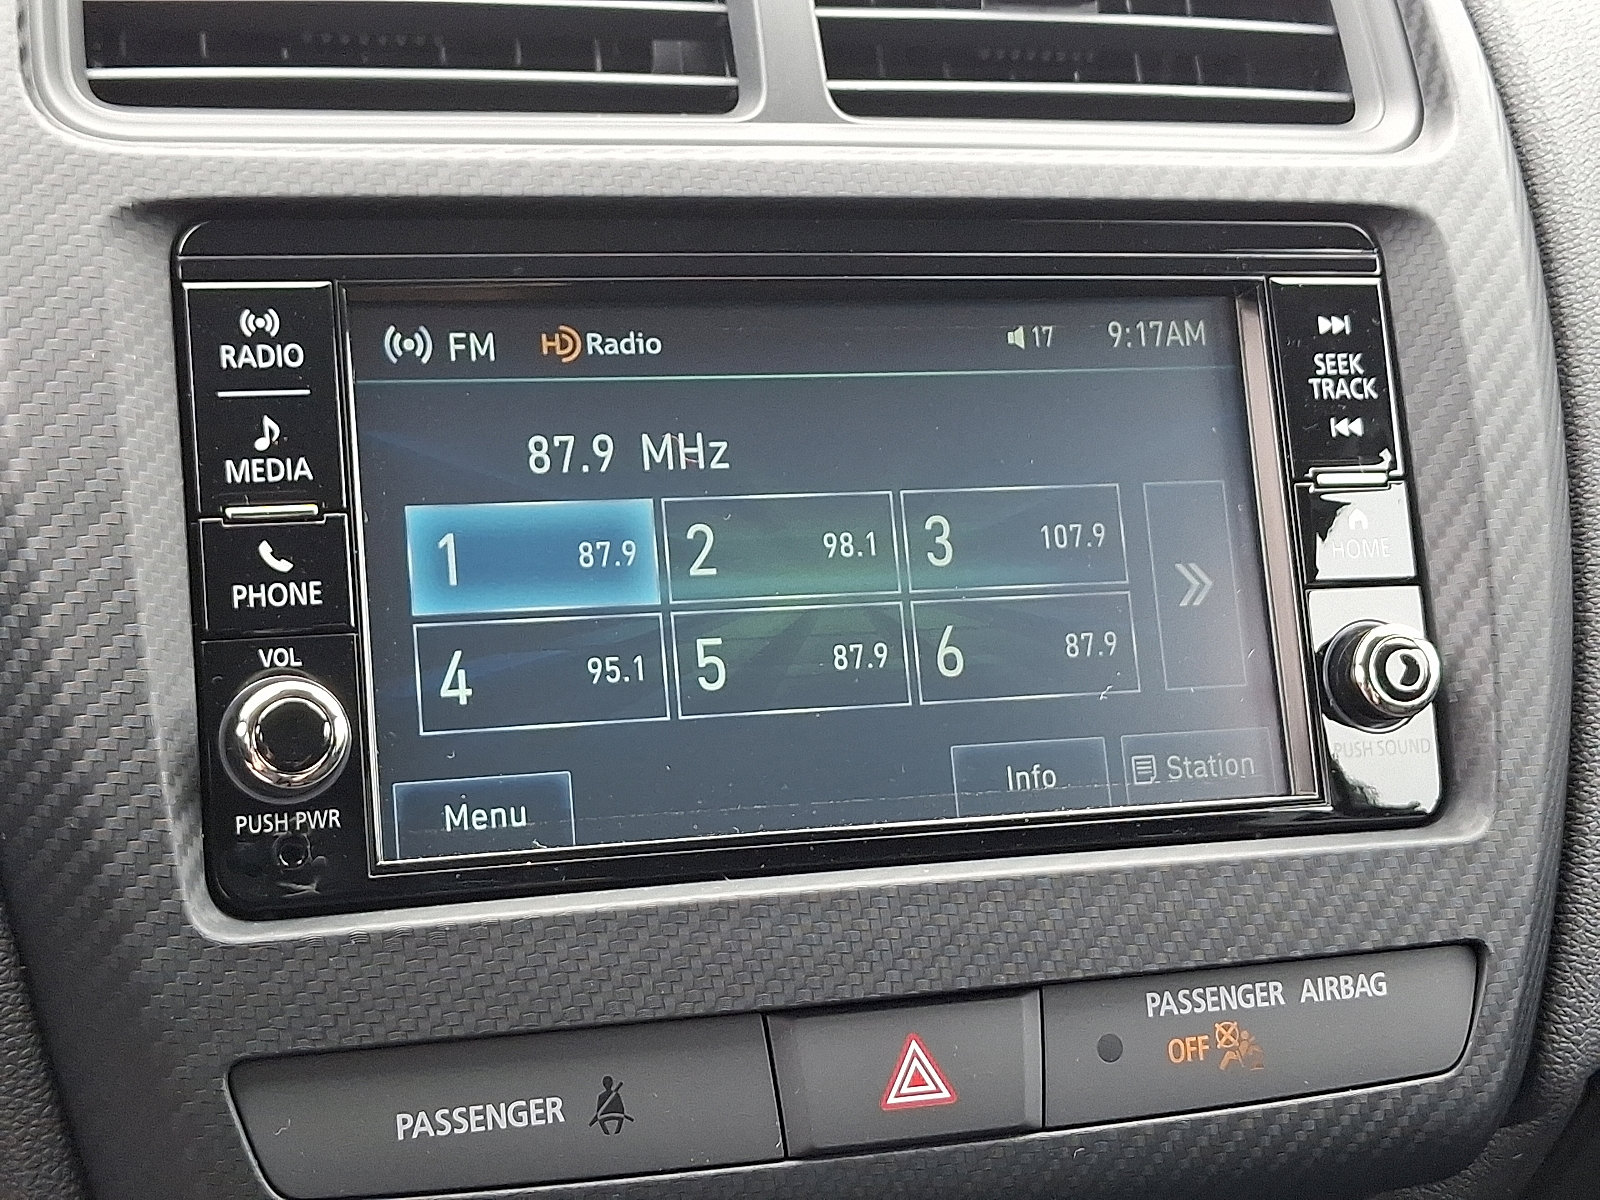 RADIO
MEDIA
PHONE
VOL
PUSH PWR
FM HD Radio 17 9:17AM
87.9 MHz
1 87.9
2 98.1
3 107.9
4 95.1
5 87.9
6 87.9
Menu
Info
Station
SEEK
TRACK
HOME
PUSH SOUND
PASSENGER
PASSENGER AIRBAG
OFF